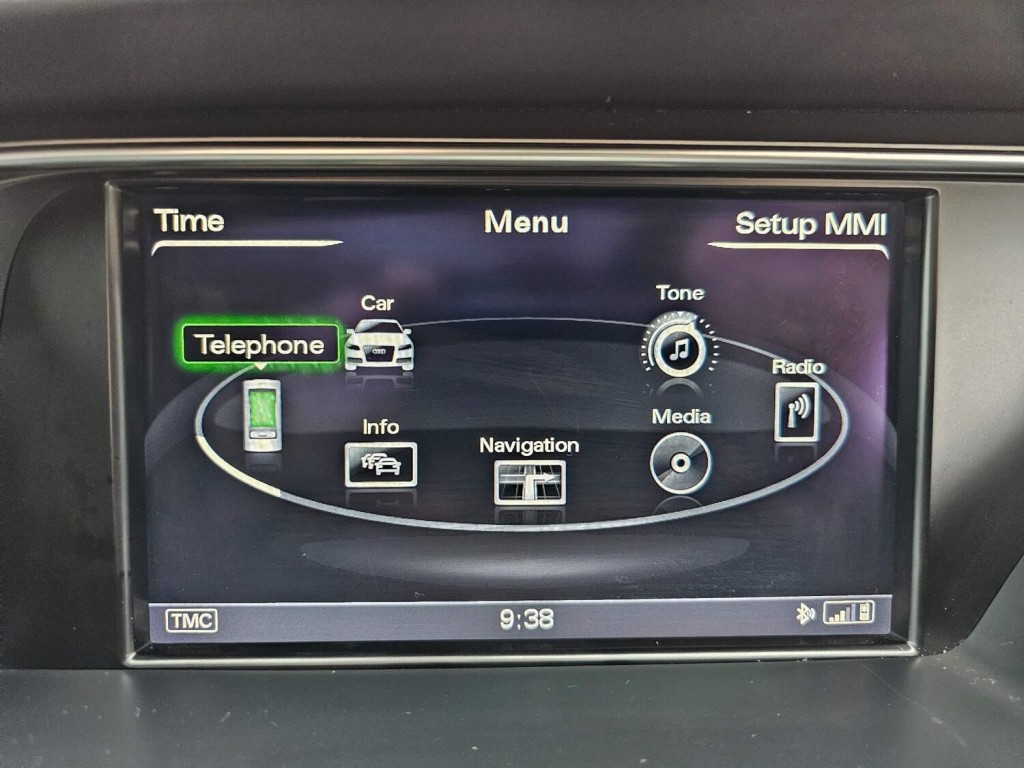 Time
Menu
Setup MMI
Car
Tone
Telephone
Radio
Info
Media
Navigation
TMC
9:38